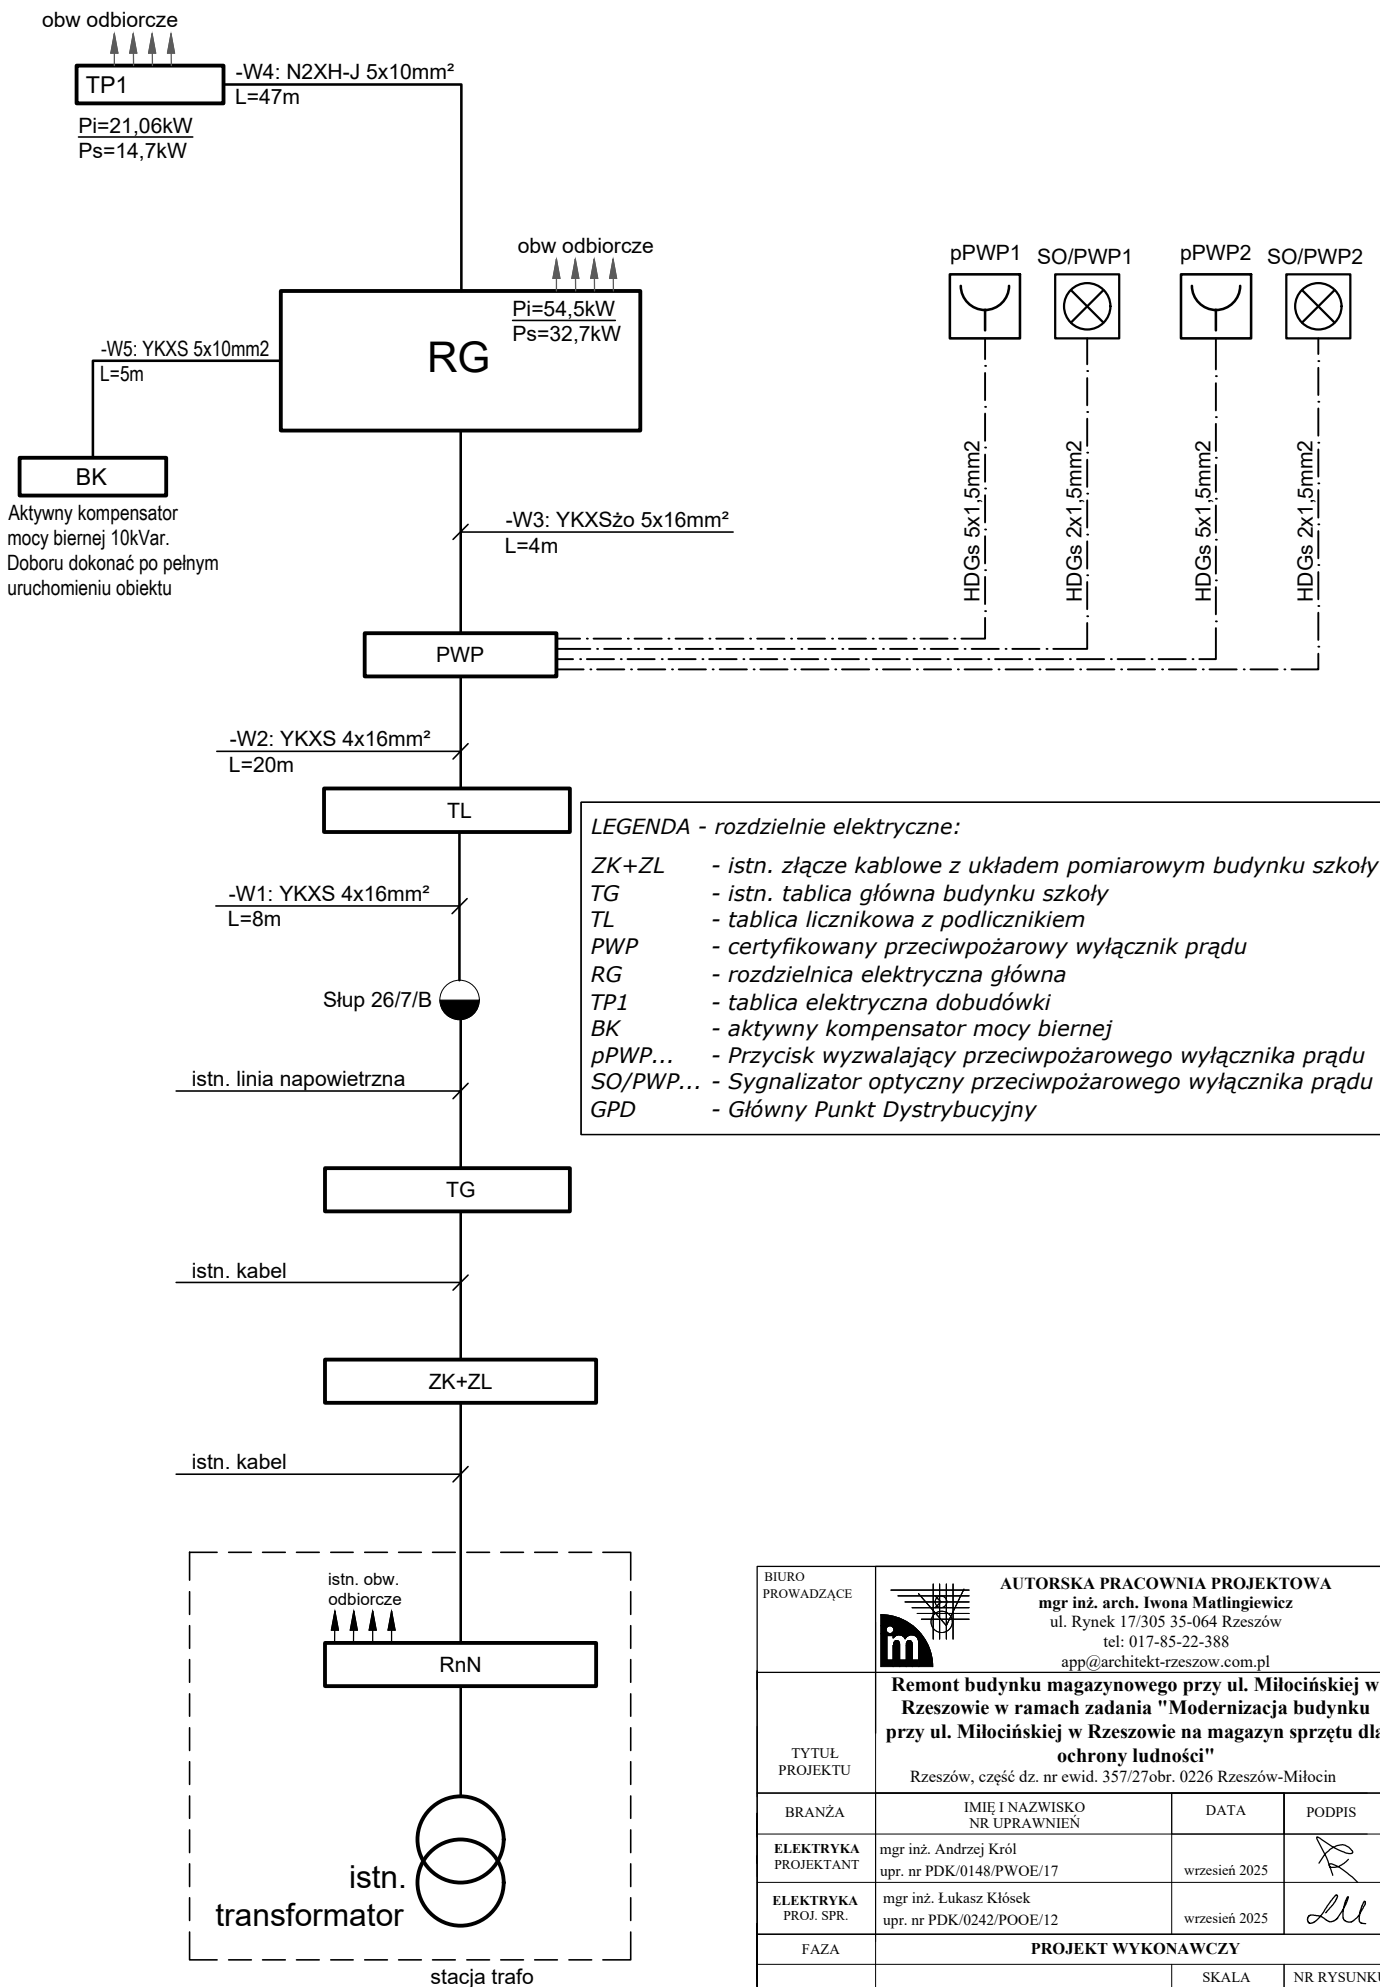 obw odbiorcze
TP1
-W4: N2XH-J 5x10mm²
L=47m
Pi=21,06kW
Ps=14,7kW
obw odbiorcze
Pi=54,5kW
Ps=32,7kW
RG
-W5: YKXS 5x10mm2
L=5m
BK
Aktywny kompensator
mocy biernej 10kVar.
Doboru dokonać po pełnym
uruchomieniu obiektu
pPWP1
SO/PWP1
pPWP2
SO/PWP2
HDGs 5x1,5mm2
HDGs 2x1,5mm2
HDGs 5x1,5mm2
HDGs 2x1,5mm2
-W3: YKXSżo 5x16mm²
L=4m
PWP
-W2: YKXS 4x16mm²
L=20m
TL
-W1: YKXS 4x16mm²
L=8m
Słup 26/7/B
istn. linia napowietrzna
TG
istn. kabel
ZK+ZL
istn. kabel
istn. obw.
odbiorcze
RnN
istn.
transformator
stacja trafo
LEGENDA - rozdzielnie elektryczne:
ZK+ZL - istn. złącze kablowe z układem pomiarowym budynku szkoły
TG - istn. tablica główna budynku szkoły
TL - tablica licznikowa z podlicznikiem
PWP - certyfikowany przeciwpożarowy wyłącznik prądu
RG - rozdzielnica elektryczna główna
TP1 - tablica elektryczna dobudówki
BK - aktywny kompensator mocy biernej
pPWP... - Przycisk wyzwalający przeciwpożarowego wyłącznika prądu
SO/PWP... - Sygnalizator optyczny przeciwpożarowego wyłącznika prądu
GPD - Główny Punkt Dystrybucyjny
BIURO
PROWADZĄCE
im
AUTORSKA PRACOWNIA PROJEKTOWA
mgr inż. arch. Iwona Matlingiewicz
ul. Rynek 17/305 35-064 Rzeszów
tel: 017-85-22-388
app@architekt-rzeszow.com.pl
TYTUŁ
PROJEKTU
Remont budynku magazynowego przy ul. Miłocińskiej w
Rzeszowie w ramach zadania "Modernizacja budynku
przy ul. Miłocińskiej w Rzeszowie na magazyn sprzętu dla
ochrony ludności"
Rzeszów, część dz. nr ewid. 357/27obr. 0226 Rzeszów-Miłocin
BRANŻA
IMIĘ I NAZWISKO
NR UPRAWNIEŃ
DATA
PODPIS
ELEKTRYKA
PROJEKTANT
mgr inż. Andrzej Król
upr. nr PDK/0148/PWOE/17
wrzesień 2025
ELEKTRYKA
PROJ. SPR.
mgr inż. Łukasz Kłósek
upr. nr PDK/0242/POOE/12
wrzesień 2025
FAZA
PROJEKT WYKONAWCZY
SKALA
NR RYSUNKU